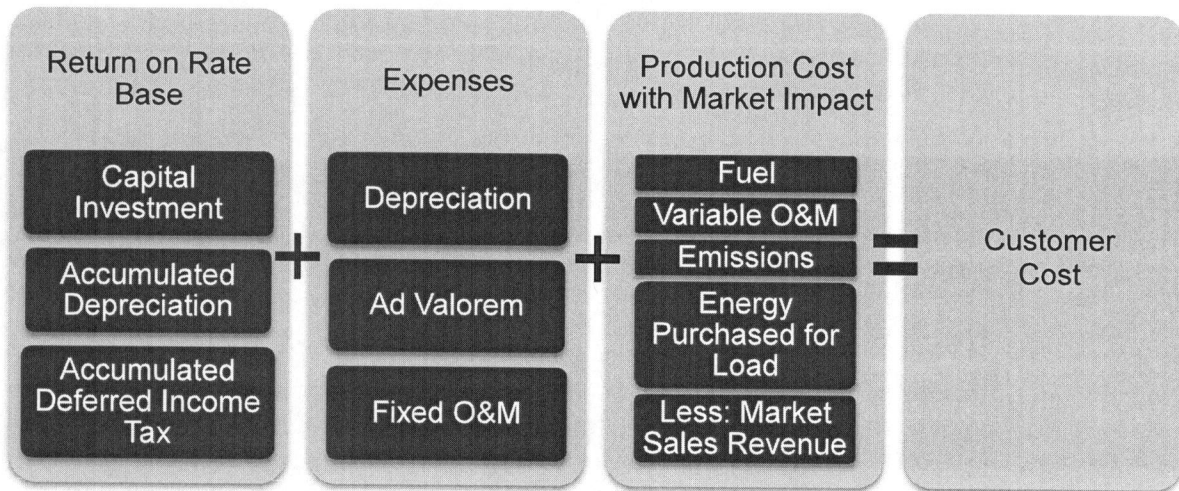 Return on Rate
Base
Capital
Investment
Accumulated
Depreciation
Accumulated
Deferred Income
Tax
+
Expenses
Depreciation
Ad Valorem
Fixed O&M
+
Production Cost
with Market Impact
Fuel
Variable O&M
Emissions
Energy
Purchased for
Load
Less: Market
Sales Revenue
=
Customer
Cost